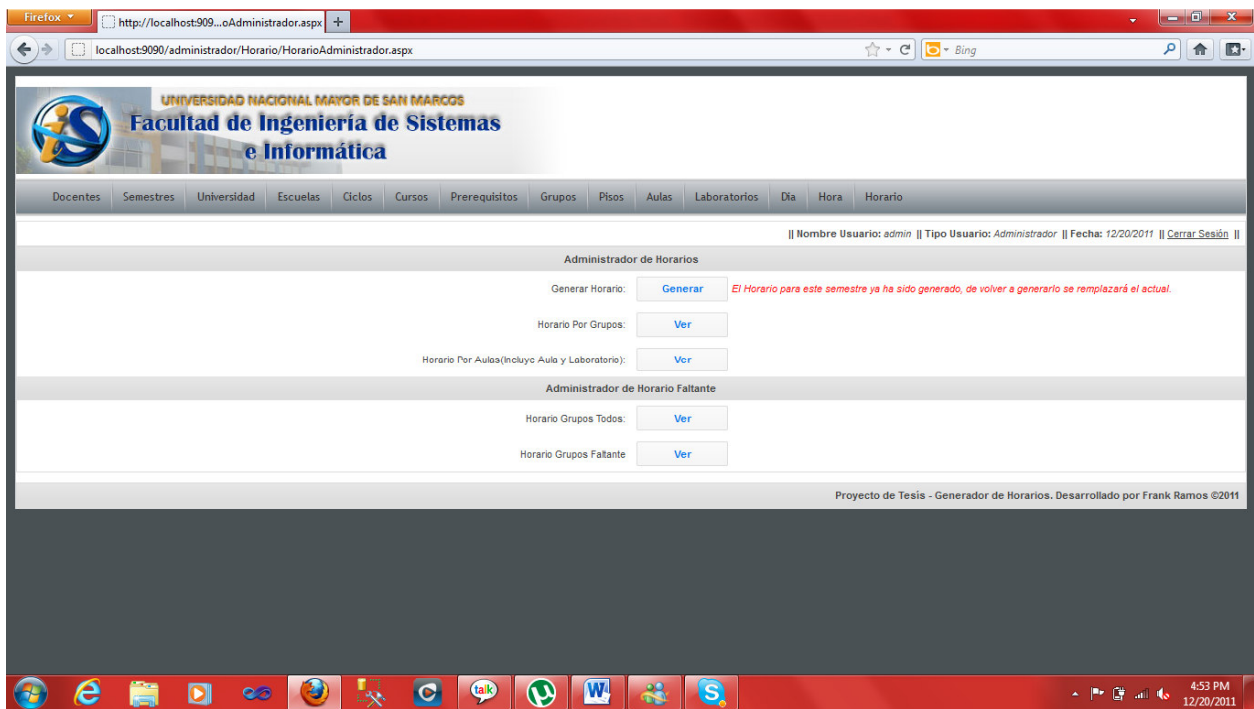 Firefox
http://localhost:909...oAdministrador.aspx
localhost:9090/administrador/Horario/HorarioAdministrador.aspx
Bing
UNIVERSIDAD NACIONAL MAYOR DE SAN MARCOS
Facultad de Ingeniería de Sistemas
e Informática
Docentes Semestres Universidad Escuelas Ciclos Cursos Prerequisitos Grupos Pisos Aulas Laboratorios Dia Hora Horario
|| Nombre Usuario: admin || Tipo Usuario: Administrador || Fecha: 12/20/2011 || Cerrar Sesión ||
Administrador de Horarios
Generar Horario: Generar El Horario para este semestre ya ha sido generado, de volver a generarlo se remplazará el actual.
Horario Por Grupos: Ver
Horario Por Aulas(Incluye Aula y Laboratorio): Ver
Administrador de Horario Faltante
Horario Grupos Todos: Ver
Horario Grupos Faltante Ver
Proyecto de Tesis - Generador de Horarios. Desarrollado por Frank Ramos ©2011
talk
W
S
4:53 PM
12/20/2011